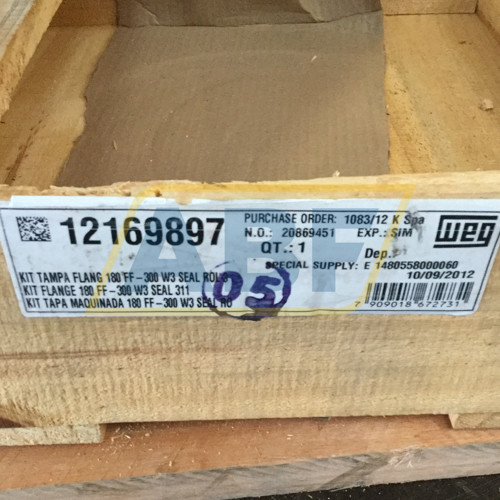 12169897
PURCHASE ORDER: 1083/12 K Spa
N.O.: 20869451 EXP.: SIM
QT.: 1 Dep.:
SPECIAL SUPPLY: E 1480558000060
10/09/2012
weg
KIT TAMPA FLANG 180 FF-300 W3 SEAL ROL
KIT FLANGE 180 FF-300 W3 SEAL 311
KIT TAPA MAQUINADA 180 FF-300 W3 SEAL RO
05
7 909018 672731
ABF